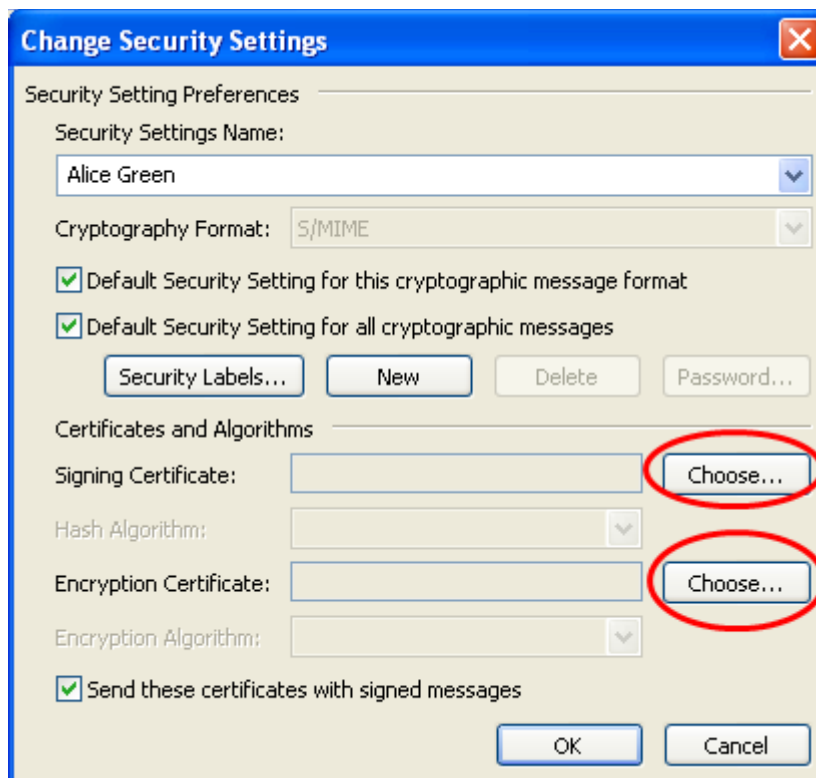 Change Security Settings
Security Setting Preferences
Security Settings Name:
Alice Green
Cryptography Format: S/MIME
Default Security Setting for this cryptographic message format
Default Security Setting for all cryptographic messages
Security Labels... New Delete Password...
Certificates and Algorithms
Signing Certificate: Choose...
Hash Algorithm:
Encryption Certificate: Choose...
Encryption Algorithm:
Send these certificates with signed messages
OK Cancel